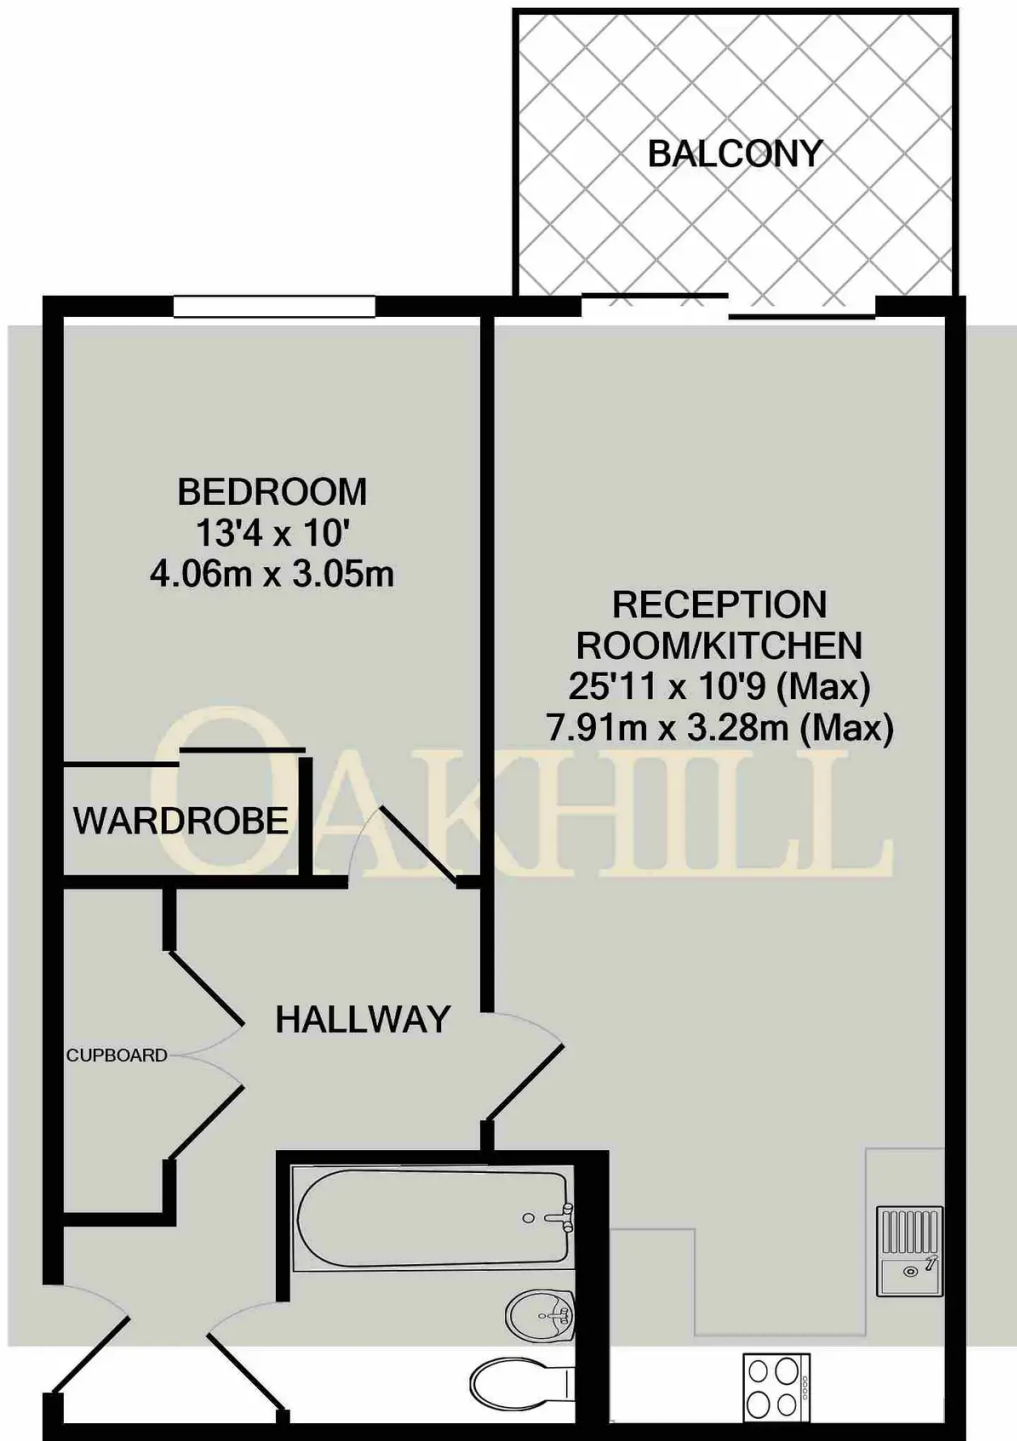 BALCONY
BEDROOM
13'4 x 10'
4.06m x 3.05m
RECEPTION
ROOM/KITCHEN
25'11 x 10'9 (Max)
7.91m x 3.28m (Max)
OAKHILL
WARDROBE
HALLWAY
CUPBOARD